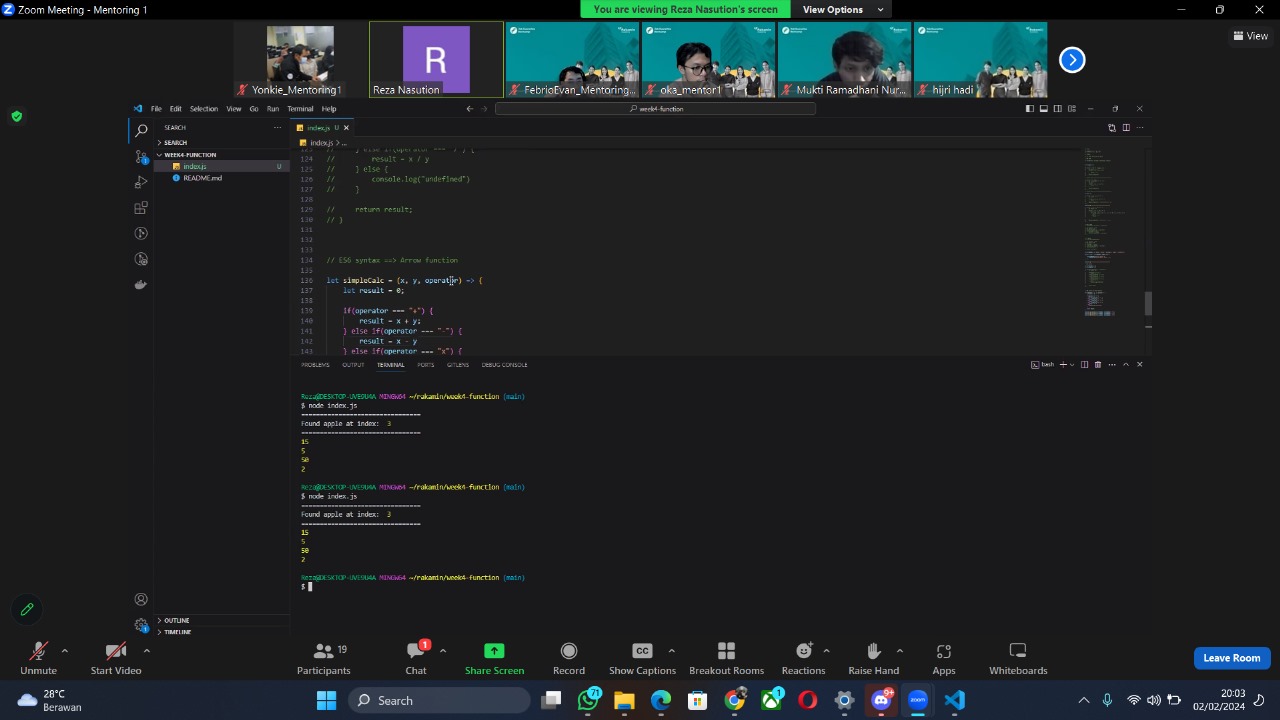 Zoom Meeting - Mentoring 1
You are viewing Reza Nasution's screen
View Options
View
Yonkie_Mentoring1
R
Reza Nasution
FebrioEvan_Mentoring...
oka_mentor1
Mukti Ramadhani Nur...
hijri hadi
File Edit Selection View Go Run Terminal Help
week4-function
SEARCH
index.js U
SEARCH
index.js ...
WEEK4-FUNCTION
index.js U
README.md
124 // result = x / y
125 // } else {
126 // console.log("undefined")
127 // }
128
129 // return result;
130 // }
131
132
133
134 // ES6 syntax ==> Arrow function
135
136 let simpleCalc = (x, y, operator) => {
137 let result = 0;
138
139 if(operator === "+") {
140 result = x + y;
141 } else if(operator === "-") {
142 result = x - y
143 } else if(operator === "x") {
PROBLEMS OUTPUT TERMINAL PORTS GITLENS DEBUG CONSOLE
bash
Reza@DESKTOP-UVE9U4A MINGW64 ~/rakamin/week4-function (main)
$ node index.js
================================
Found apple at index: 3
================================
15
5
50
2
Reza@DESKTOP-UVE9U4A MINGW64 ~/rakamin/week4-function (main)
$ node index.js
================================
Found apple at index: 3
================================
15
5
50
2
Reza@DESKTOP-UVE9U4A MINGW64 ~/rakamin/week4-function (main)
$
OUTLINE
TIMELINE
Unmute
Start Video
Participants 19
Chat 1
Share Screen
Record
CC
Show Captions
Breakout Rooms
Reactions
Raise Hand
Apps
Whiteboards
Leave Room
28°C
Berawan
Search
71
1
9+
zoom
20:03
02/02/2024